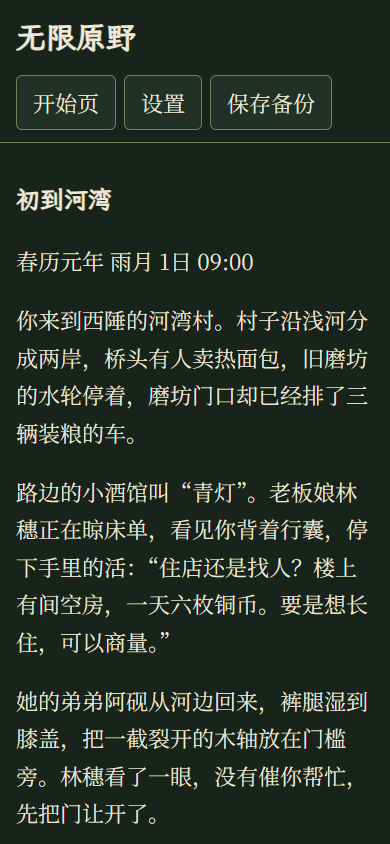 无限原野
开始页 设置 保存备份
初到河湾
春历元年 雨月 1日 09:00
你来到西陲的河湾村。村子沿浅河分
成两岸，桥头有人卖热面包，旧磨坊
的水轮停着，磨坊门口却已经排了三
辆装粮的车。
路边的小酒馆叫“青灯”。老板娘林
穗正在晾床单，看见你背着行囊，停
下手里的活：“住店还是找人？楼上
有间空房，一天六枚铜币。要是想长
住，可以商量。”
她的弟弟阿砚从河边回来，裤腿湿到
膝盖，把一截裂开的木轴放在门槛
旁。林穗看了一眼，没有催你帮忙，
先把门让开了。